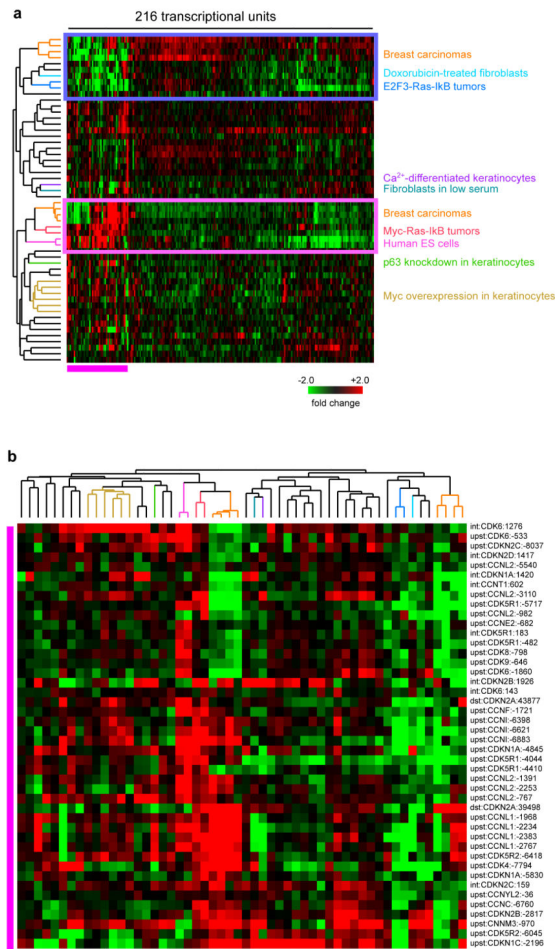 a
216 transcriptional units
Breast carcinomas
Doxorubicin-treated fibroblasts
E2F3-Ras-IkB tumors
Ca2+-differentiated keratinocytes
Fibroblasts in low serum
Breast carcinomas
Myc-Ras-IkB tumors
Human ES cells
p63 knockdown in keratinocytes
Myc overexpression in keratinocytes
-2.0 +2.0
fold change
b
int:CDK6:1276
upst:CDK6:-533
upst:CDKN2C:-8037
int:CDKN2D:1417
upst:CCNL2:-5540
int:CDKN1A:1420
int:CCNT1:602
upst:CCNL2:-3110
upst:CDK5R1:-5717
upst:CCNL2:-982
upst:CCNE2:-682
int:CDK5R1:183
upst:CDK5R1:-482
upst:CDK8:-798
upst:CDK9:-646
upst:CDK6:-1860
int:CDKN2B:1926
int:CDK6:143
dst:CDKN2A:43877
upst:CCNF:-1721
upst:CCNI:-6398
upst:CCNI:-6621
upst:CCNI:-6883
upst:CDKN1A:-4845
upst:CDK5R1:-4044
upst:CDK5R1:-4410
upst:CCNL2:-1391
upst:CCNL2:-2253
upst:CCNL2:-767
dst:CDKN2A:39498
upst:CCNL1:-1968
upst:CCNL1:-2234
upst:CCNL1:-2383
upst:CCNL1:-2767
upst:CDK5R2:-6418
upst:CDK4:-7794
upst:CDKN1A:-5830
int:CDKN2C:159
upst:CCNYL2:-36
upst:CCNC:-6760
upst:CDKN2B:-2817
upst:CNNM3:-970
upst:CDK5R2:-6045
upst:CDKN1C:-2196